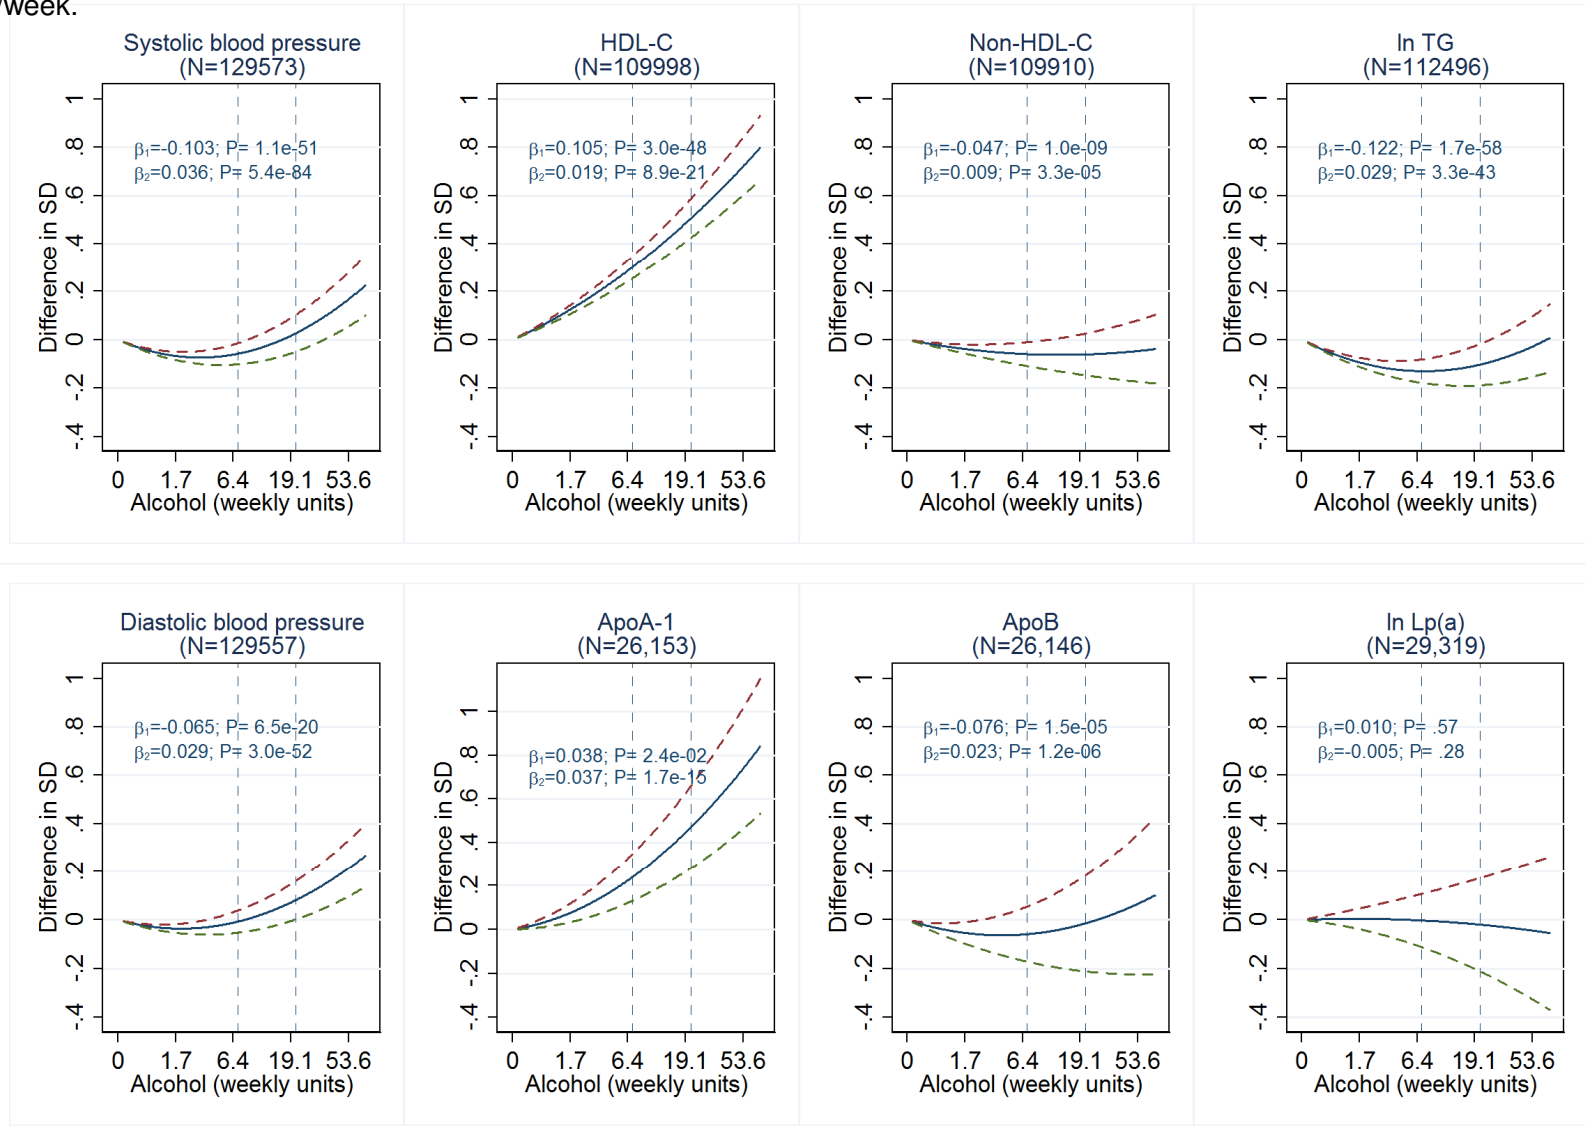 /week.
Systolic blood pressure
(N=129573)
β₁=-0.103; P= 1.1e-51
β₂=0.036; P= 5.4e-84
Difference in SD
1
.8
.6
.4
.2
0
-.2
-.4
0 1.7 6.4 19.1 53.6
Alcohol (weekly units)
HDL-C
(N=109998)
β₁=0.105; P= 3.0e-48
β₂=0.019; P= 8.9e-21
Difference in SD
1
.8
.6
.4
.2
0
-.2
-.4
0 1.7 6.4 19.1 53.6
Alcohol (weekly units)
Non-HDL-C
(N=109910)
β₁=-0.047; P= 1.0e-09
β₂=0.009; P= 3.3e-05
Difference in SD
1
.8
.6
.4
.2
0
-.2
-.4
0 1.7 6.4 19.1 53.6
Alcohol (weekly units)
ln TG
(N=112496)
β₁=-0.122; P= 1.7e-58
β₂=0.029; P= 3.3e-43
Difference in SD
1
.8
.6
.4
.2
0
-.2
-.4
0 1.7 6.4 19.1 53.6
Alcohol (weekly units)
Diastolic blood pressure
(N=129557)
β₁=-0.065; P= 6.5e-20
β₂=0.029; P= 3.0e-52
Difference in SD
1
.8
.6
.4
.2
0
-.2
-.4
0 1.7 6.4 19.1 53.6
Alcohol (weekly units)
ApoA-1
(N=26,153)
β₁=0.038; P= 2.4e-02
β₂=0.037; P= 1.7e-15
Difference in SD
1
.8
.6
.4
.2
0
-.2
-.4
0 1.7 6.4 19.1 53.6
Alcohol (weekly units)
ApoB
(N=26,146)
β₁=-0.076; P= 1.5e-05
β₂=0.023; P= 1.2e-06
Difference in SD
1
.8
.6
.4
.2
0
-.2
-.4
0 1.7 6.4 19.1 53.6
Alcohol (weekly units)
ln Lp(a)
(N=29,319)
β₁=0.010; P= .57
β₂=-0.005; P= .28
Difference in SD
1
.8
.6
.4
.2
0
-.2
-.4
0 1.7 6.4 19.1 53.6
Alcohol (weekly units)